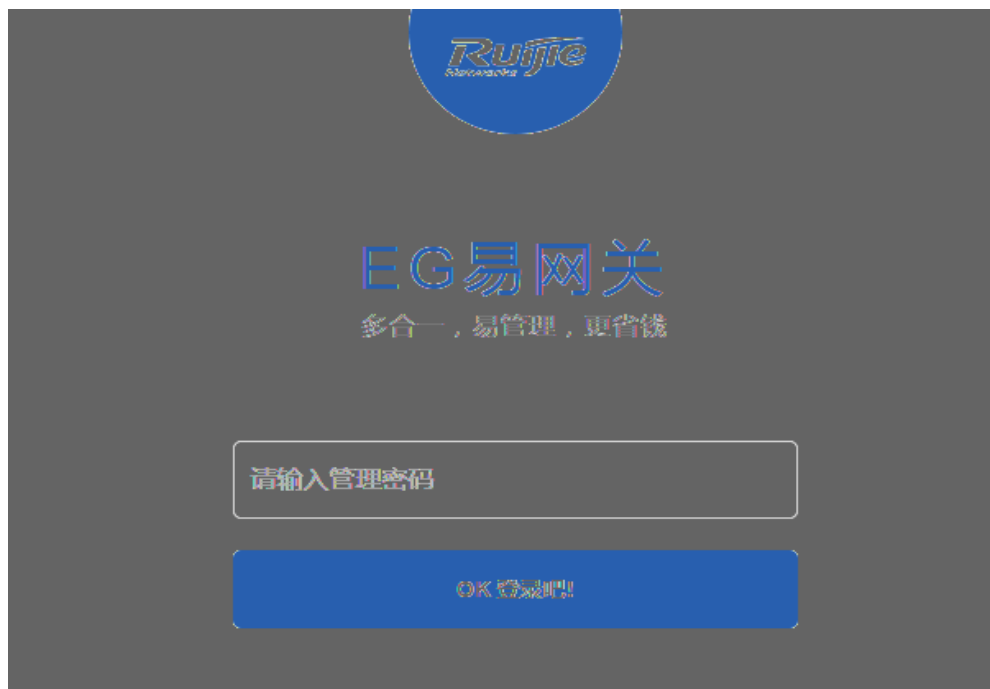 Ruijie
Networks
EG易网关
多合一，易管理，更省钱
请输入管理密码
OK 登录吧!